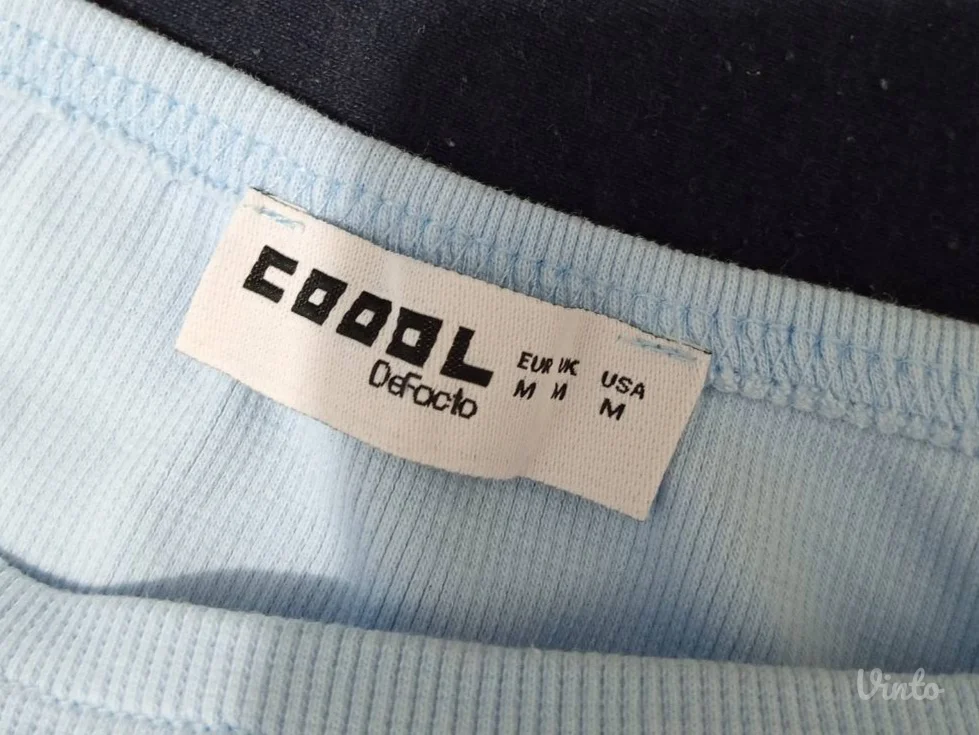 COOOL
DeFacto
EUR UK USA
M M M
Vinto